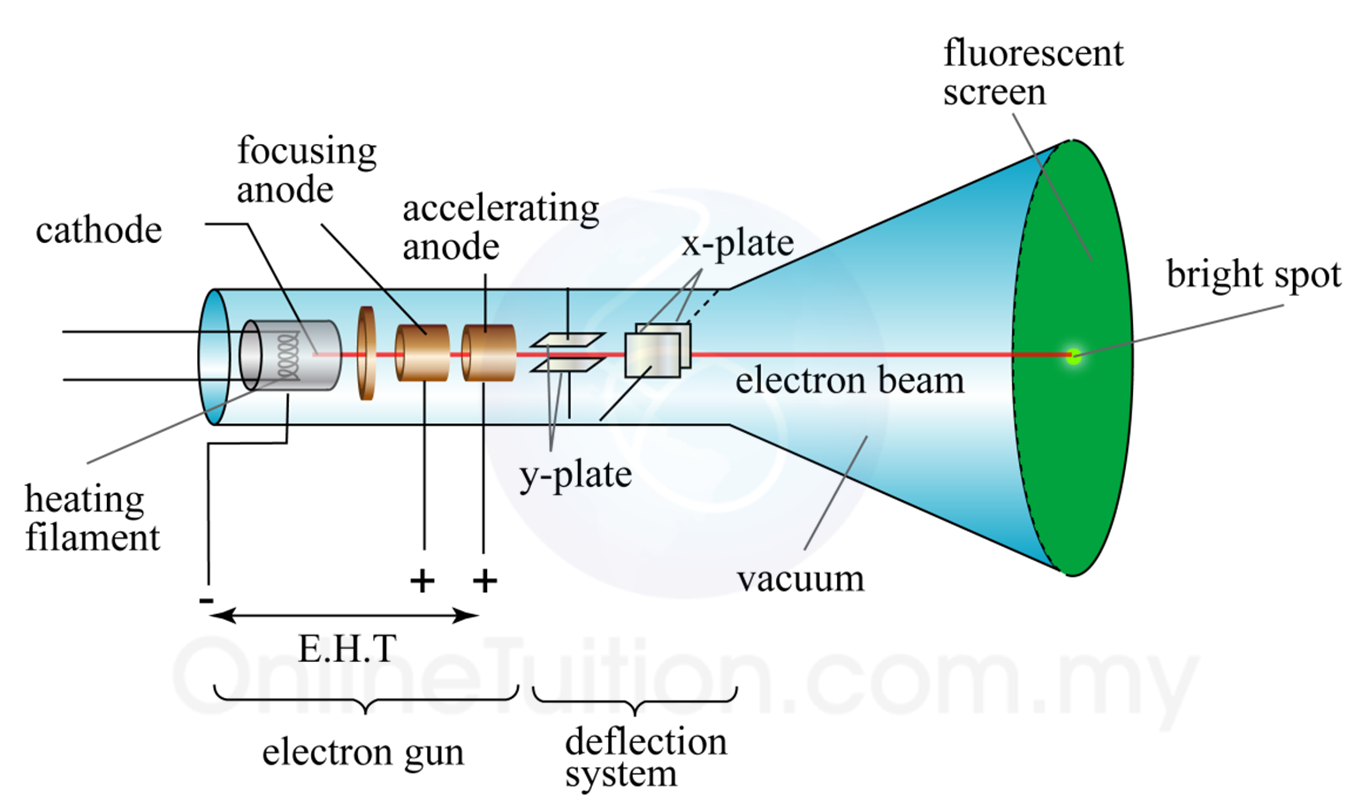 fluorescent
screen
focusing
anode
accelerating
anode
cathode
x-plate
bright spot
electron beam
y-plate
heating
filament
vacuum
-
+
+
E.H.T
OnlineTuition.com.my
electron gun
deflection
system